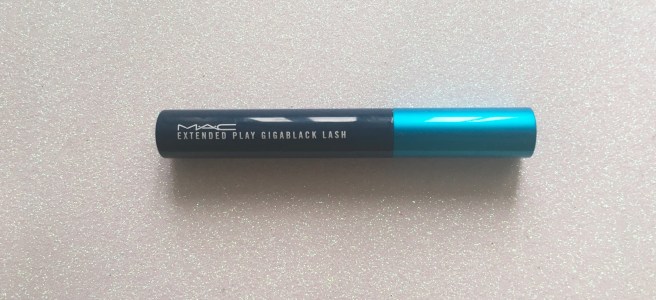 MAC
EXTENDED PLAY GIGABLACK LASH